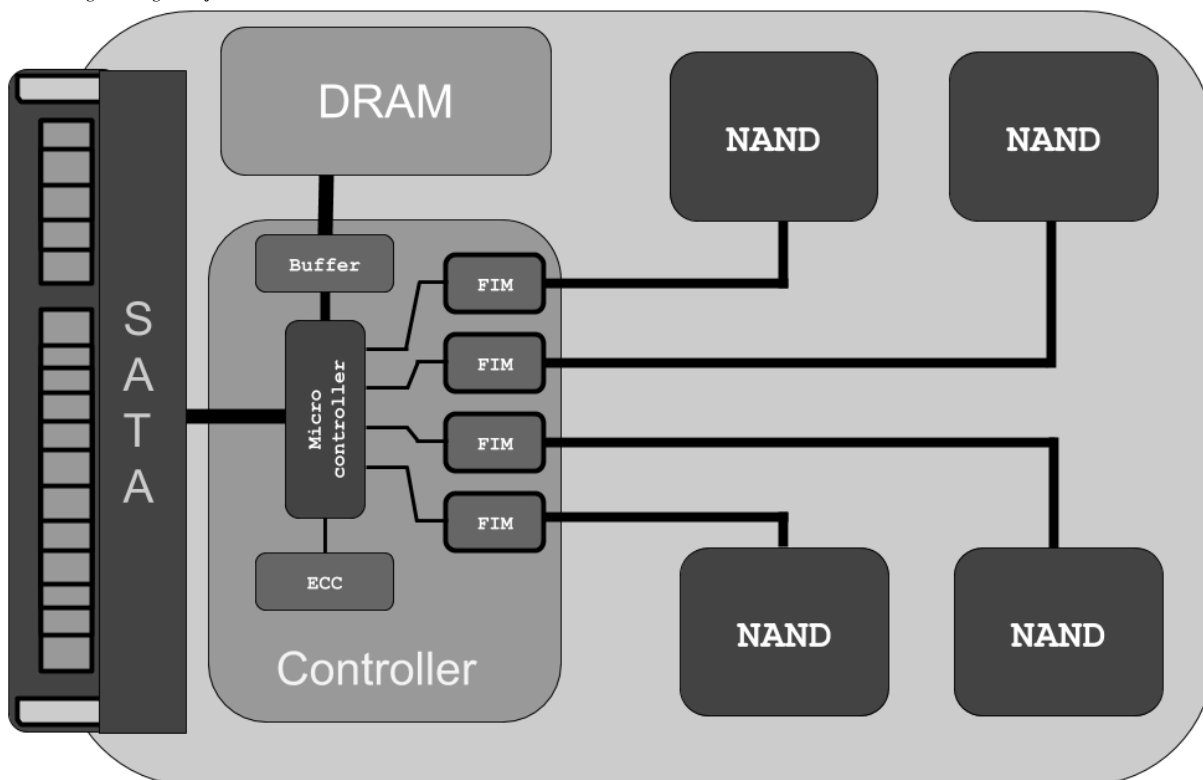 DRAM
NAND
NAND
Buffer
FIM
FIM
FIM
FIM
Micro
controller
ECC
Controller
S
A
T
A
NAND
NAND